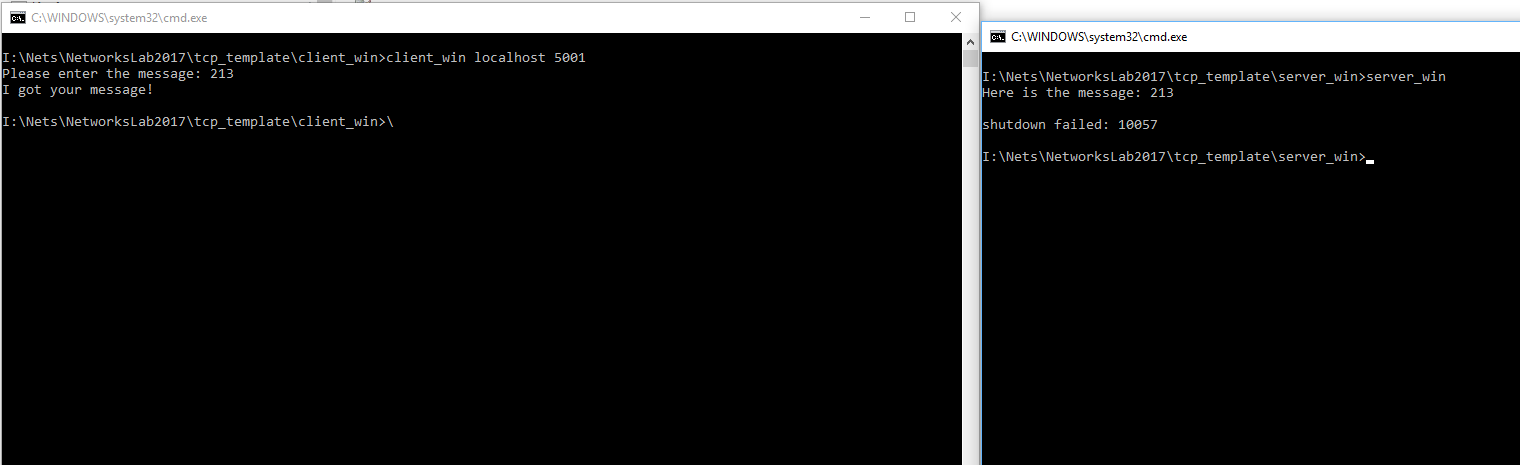 C:\WINDOWS\system32\cmd.exe
I:\Nets\NetworksLab2017\tcp_template\client_win>client_win localhost 5001
Please enter the message: 213
I got your message!
I:\Nets\NetworksLab2017\tcp_template\client_win>\
C:\WINDOWS\system32\cmd.exe
I:\Nets\NetworksLab2017\tcp_template\server_win>server_win
Here is the message: 213
shutdown failed: 10057
I:\Nets\NetworksLab2017\tcp_template\server_win>